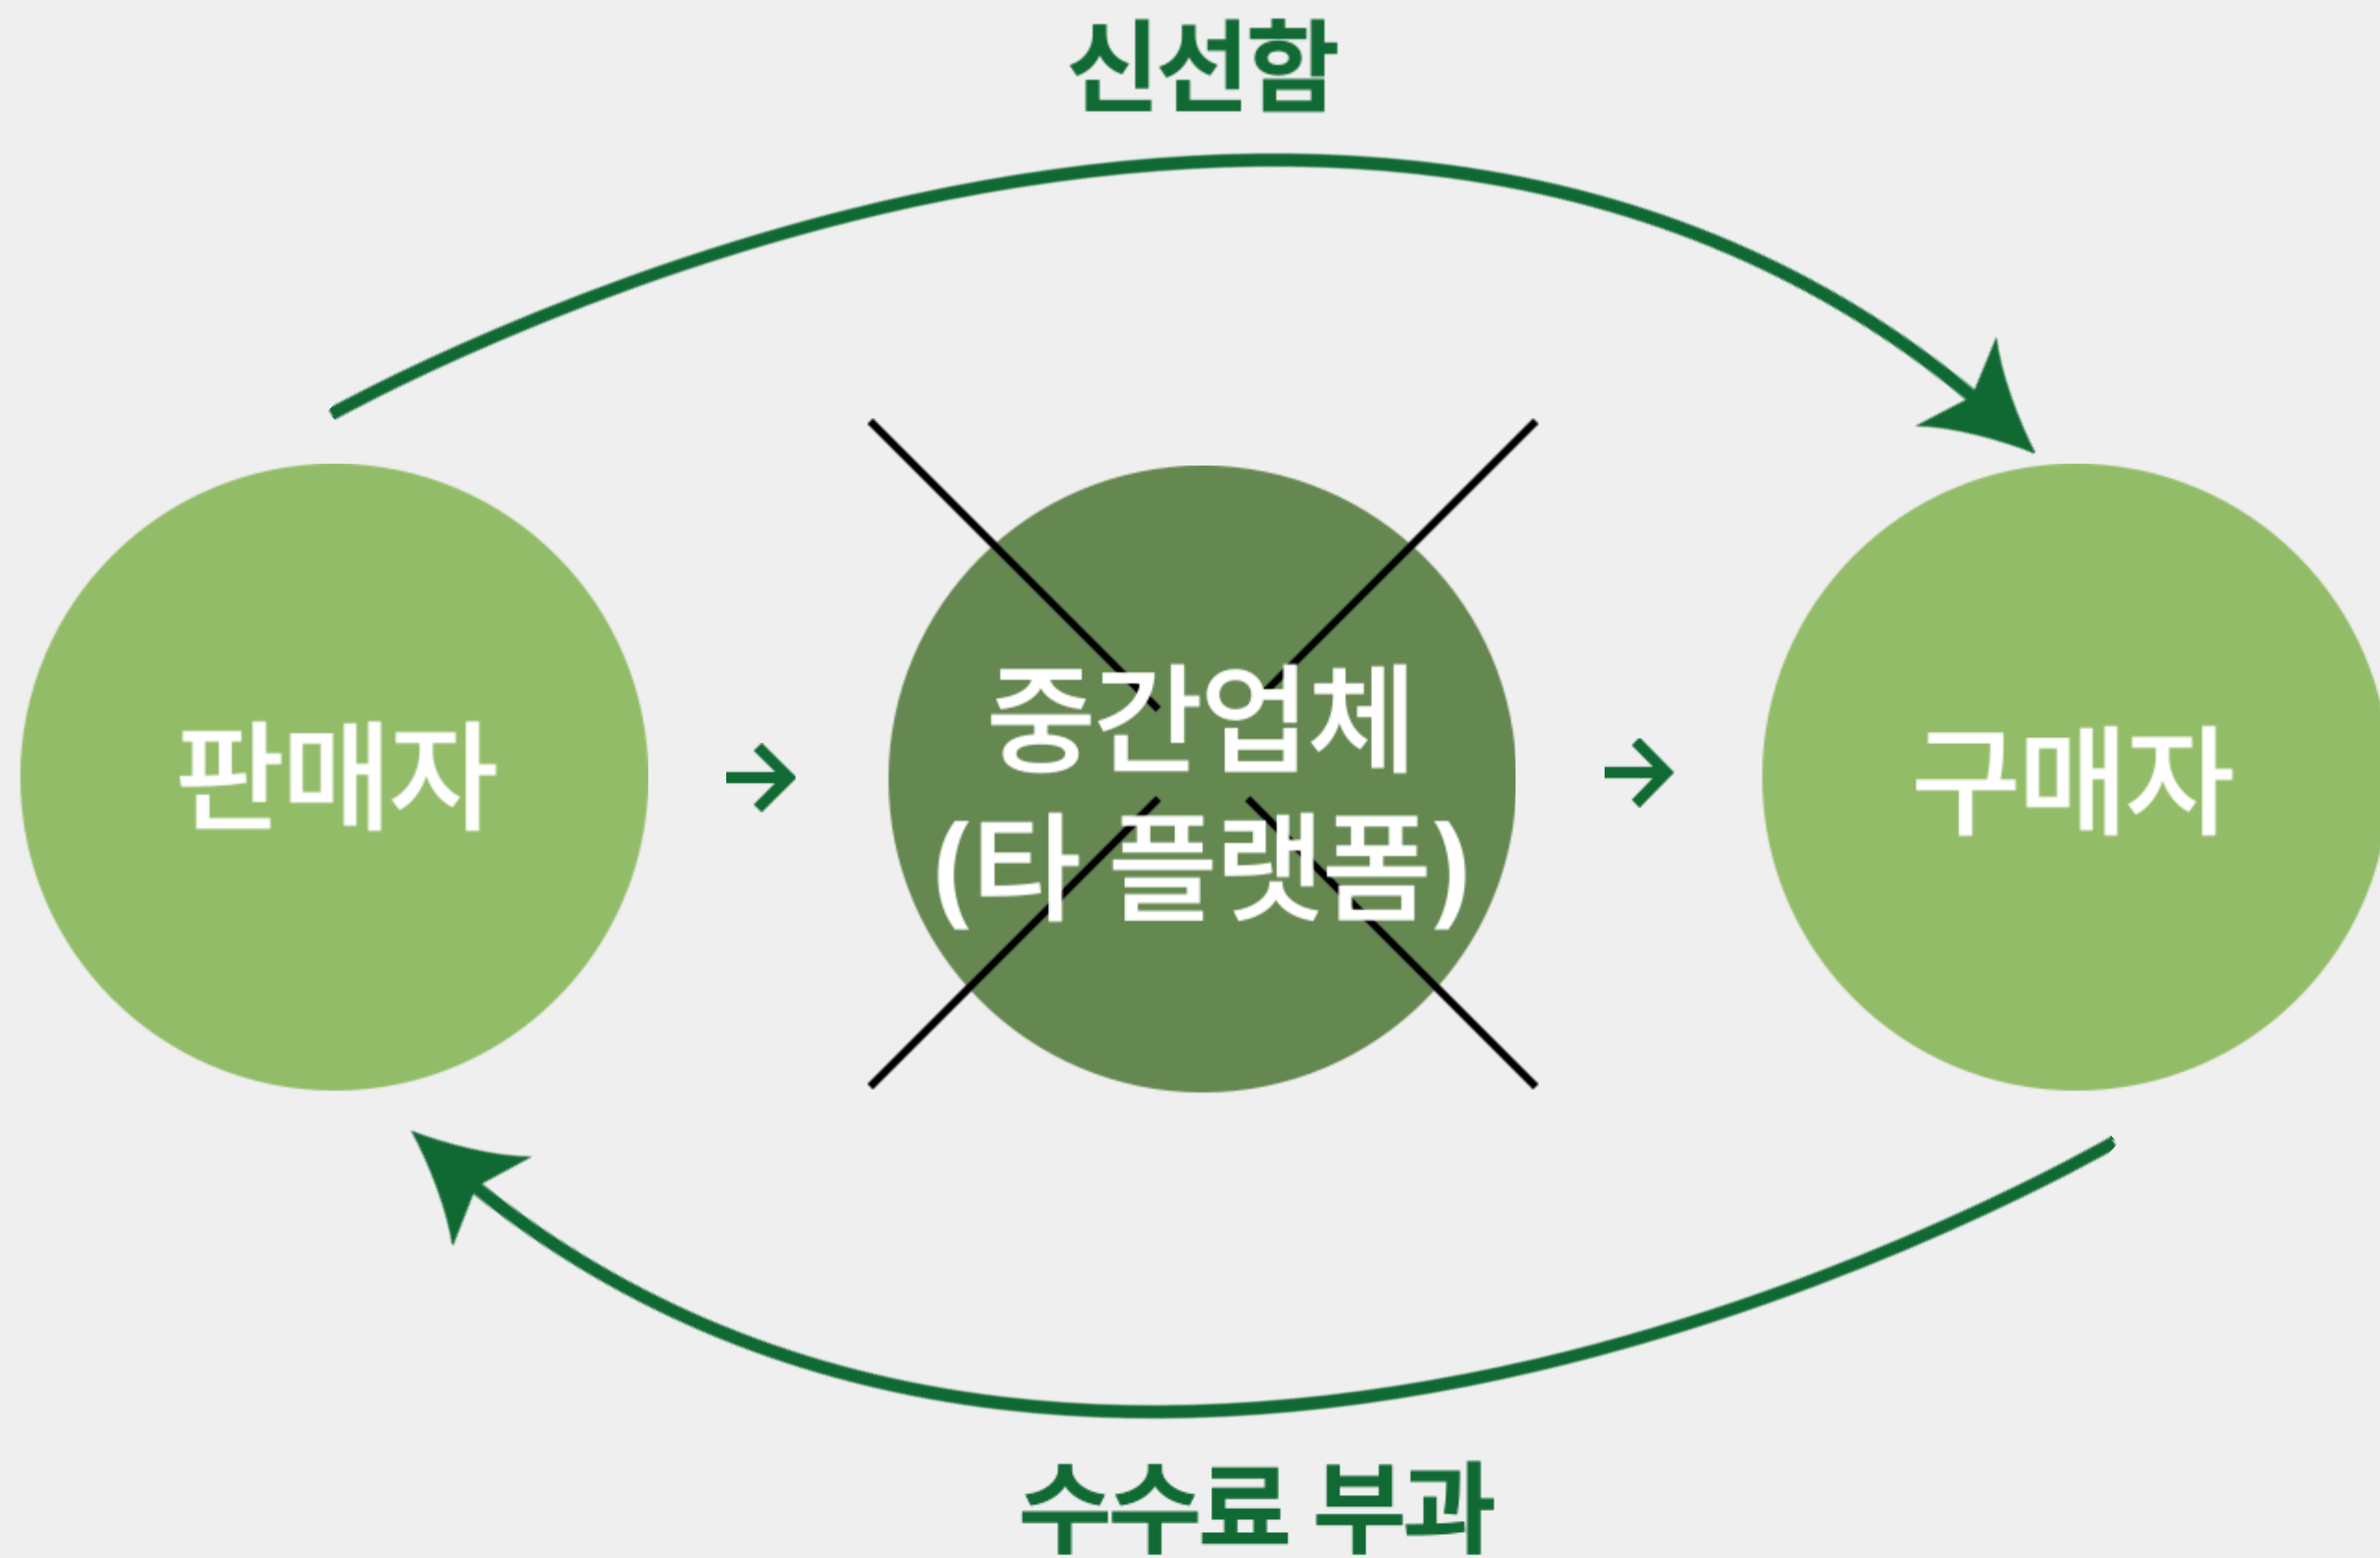 신선함
판매자
→
중간업체
(타 플랫폼)
→
구매자
수수료 부과